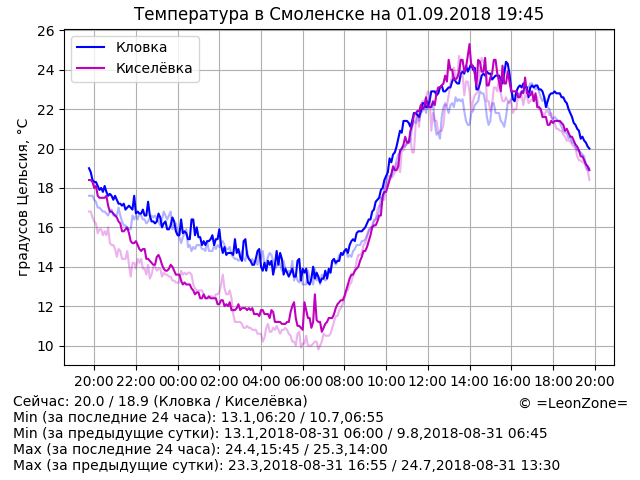 Температура в Смоленске на 01.09.2018 19:45
Кловка
Киселёвка
градусов Цельсия, °C
26
24
22
20
18
16
14
12
10
20:00 22:00 00:00 02:00 04:00 06:00 08:00 10:00 12:00 14:00 16:00 18:00 20:00
Сейчас: 20.0 / 18.9 (Кловка / Киселёвка)
© =LeonZone=
Min (за последние 24 часа): 13.1,06:20 / 10.7,06:55
Min (за предыдущие сутки): 13.1,2018-08-31 06:00 / 9.8,2018-08-31 06:45
Max (за последние 24 часа): 24.4,15:45 / 25.3,14:00
Max (за предыдущие сутки): 23.3,2018-08-31 16:55 / 24.7,2018-08-31 13:30